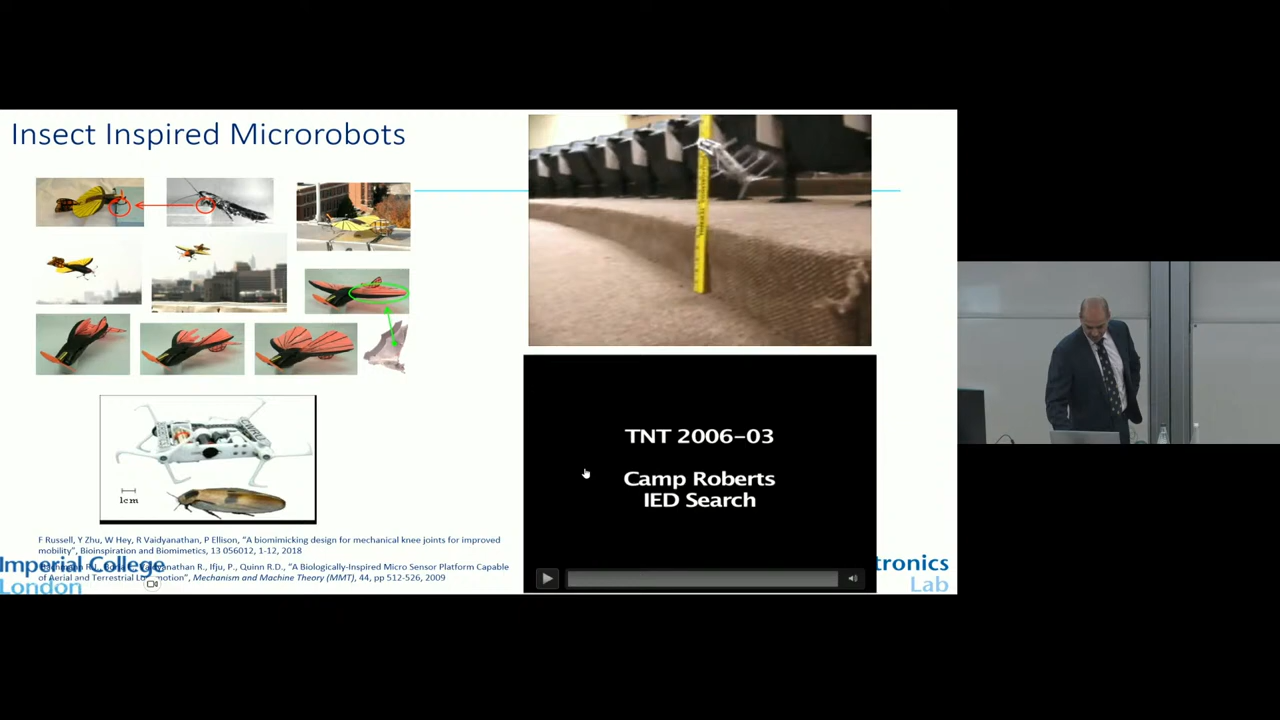 Insect Inspired Microrobots
1cm
TNT 2006-03
Camp Roberts
IED Search
F Russell, Y Zhu, W Hey, R Vaidyanathan, P Ellison, "A biomimicking design for mechanical knee joints for improved
mobility", Bioinspiration and Biomimetics, 13 056012, 1-12, 2018
R., Ifju, P., Quinn R.D., "A Biologically-Inspired Micro Sensor Platform Capable
of Aerial and Terrestrial Locomotion", Mechanism and Machine Theory (MMT), 44, pp 512-526, 2009
Imperial College
London
tronics
Lab